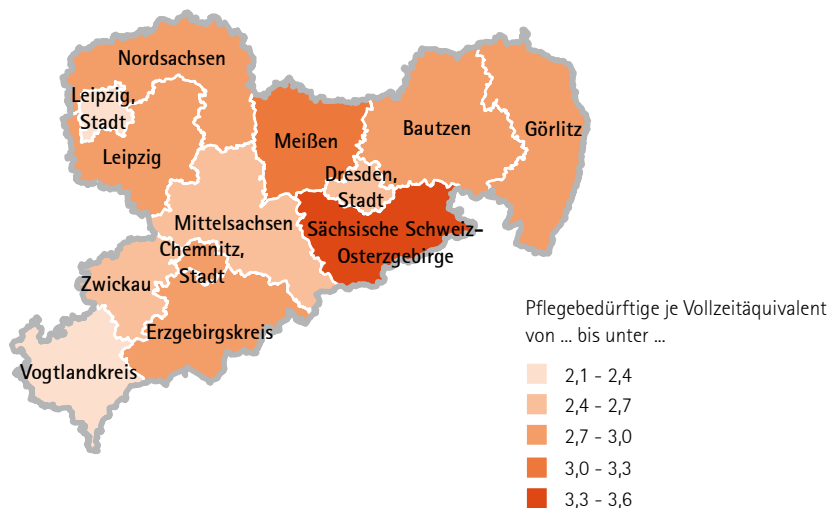 Nordsachsen
Leipzig,
Stadt
Leipzig
Meißen
Bautzen
Görlitz
Dresden,
Stadt
Mittelsachsen
Sächsische Schweiz-
Osterzgebirge
Chemnitz,
Stadt
Zwickau
Erzgebirgskreis
Vogtlandkreis
Pflegebedürftige je Vollzeitäquivalent
von ... bis unter ...
2,1 - 2,4
2,4 - 2,7
2,7 - 3,0
3,0 - 3,3
3,3 - 3,6